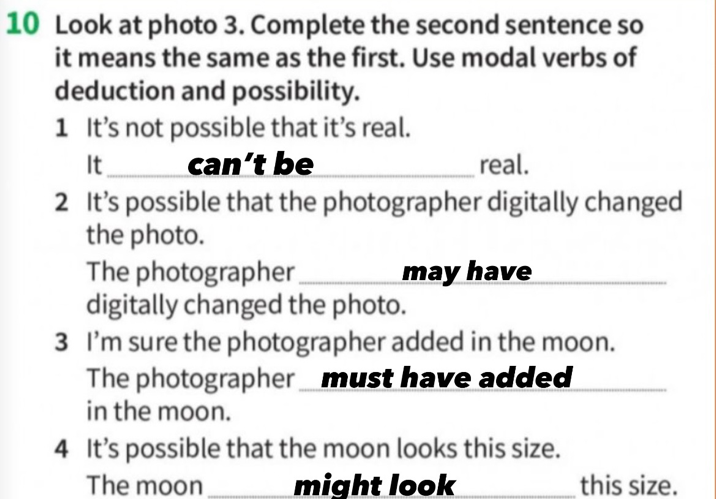 10 Look at photo 3. Complete the second sentence so
it means the same as the first. Use modal verbs of
deduction and possibility.
1 It's not possible that it's real.
It can't be real.
2 It's possible that the photographer digitally changed
the photo.
The photographer may have
digitally changed the photo.
3 I'm sure the photographer added in the moon.
The photographer must have added
in the moon.
4 It's possible that the moon looks this size.
The moon might look this size.